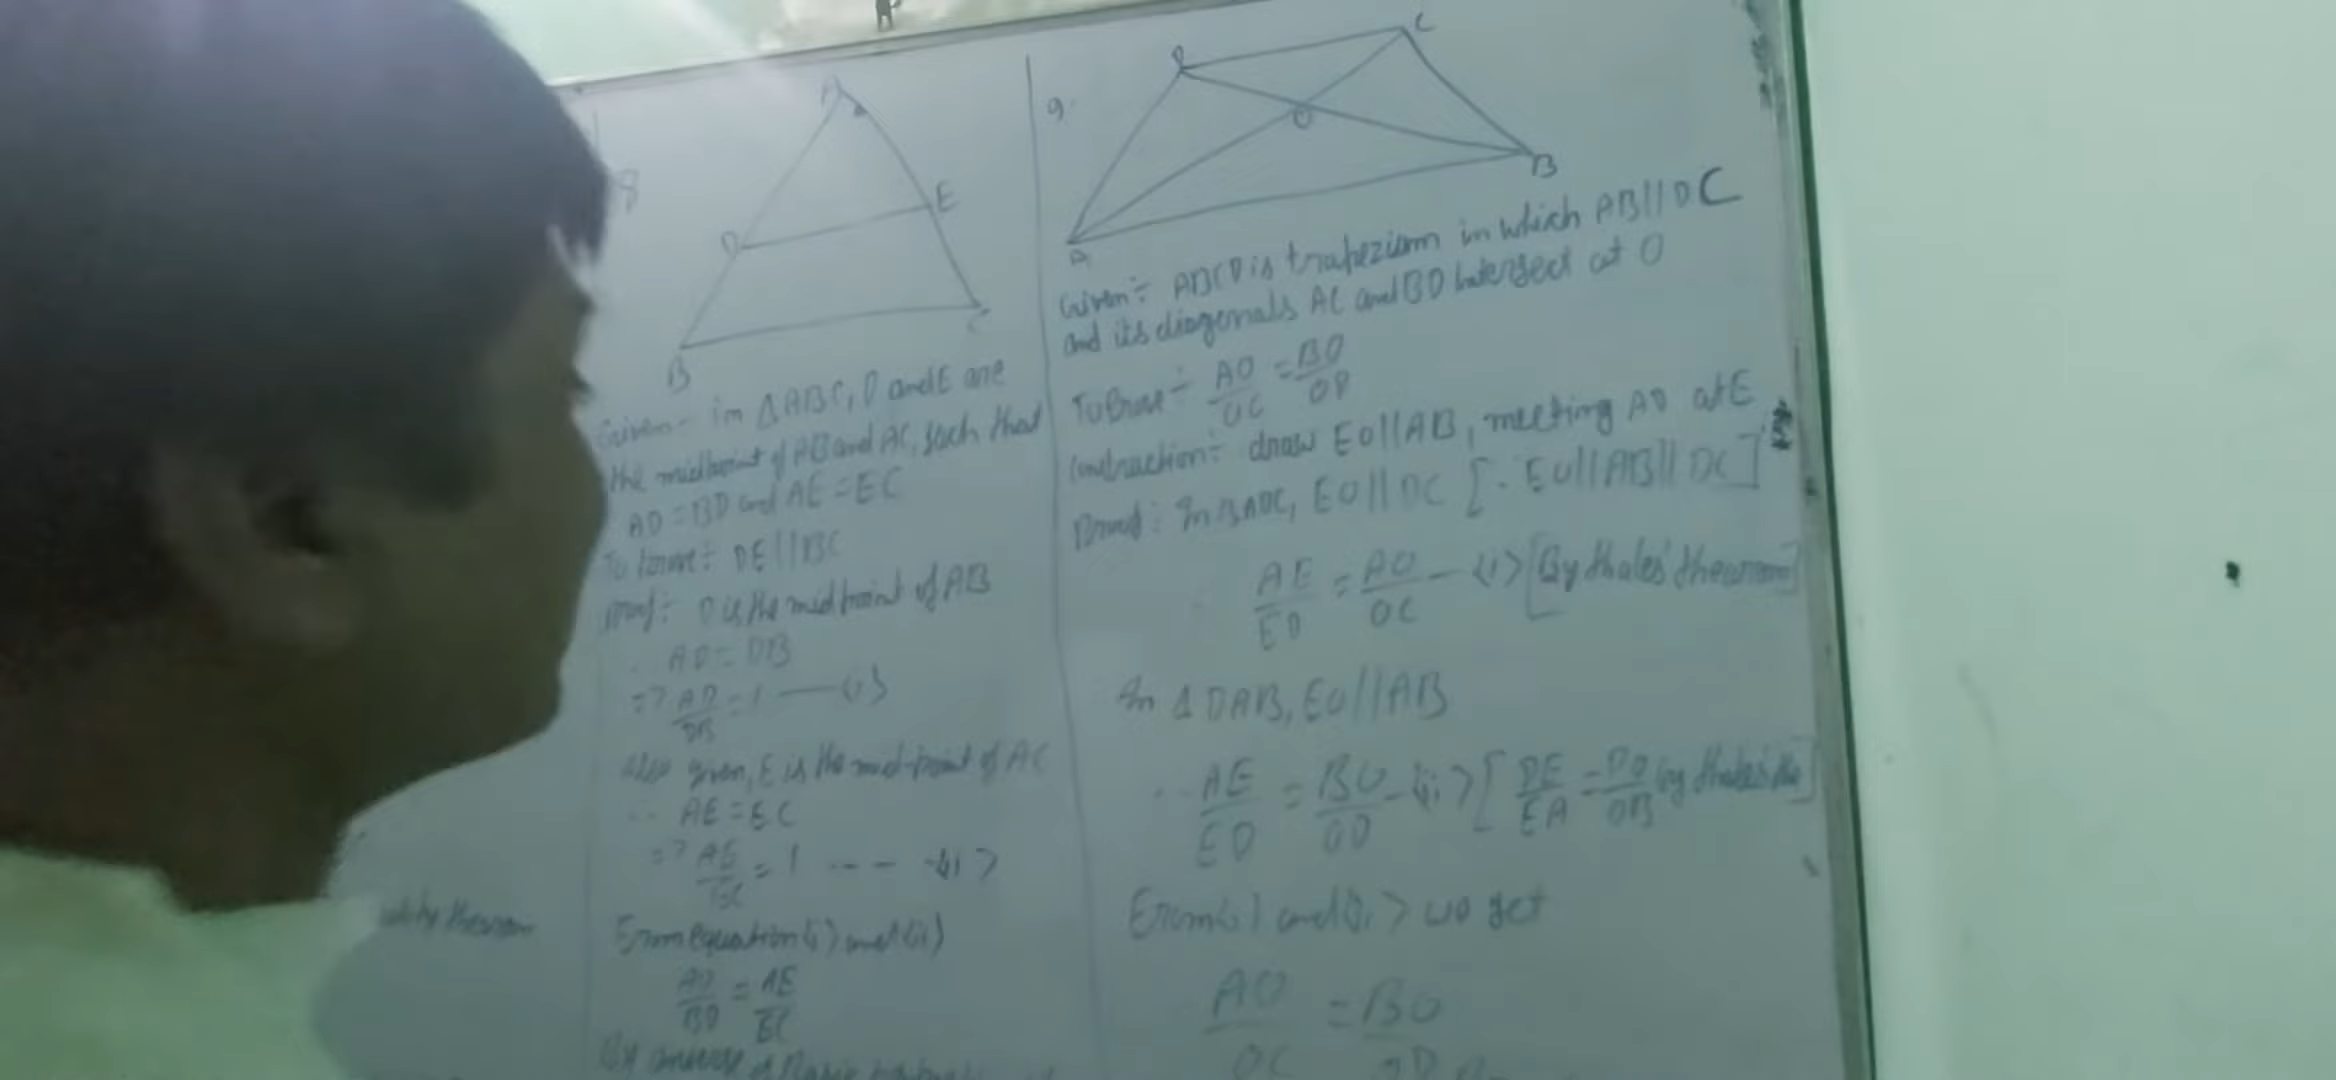 8
A
D
E
B
C
Given- in ΔABC, D and E are
the midpoint of AB and AC, such that
AD = BD and AE = EC
To prove:- DE || BC
Proof:- D is the midpoint of AB
∴ AD = DB
=> AD/DB = 1 — (i)
Also given, E is the mid-point of AC
∴ AE = EC
=> AE/EC = 1 --- (ii)
From equation (i) and (ii)
AD/BD = AE/EC
theorem
9.
C
O
B
A
Given:- ABCD is trapezium in which AB || DC
and its diagonals AC and BD intersect at O
To Prove:- AO/OC = BO/OD
Construction:- draw EO || AB, meeting AD at E
Proof: In ΔADC, EO || DC [∵ EO || AB || DC]
AE/ED = AO/OC — (i) [By thales' theorem]
In Δ DAB, EO || AB
∴ AE/ED = BO/OD - (ii) [DE/EA = DO/OB by thales
From (i) and (ii) we get
AO/OC = BO/OD